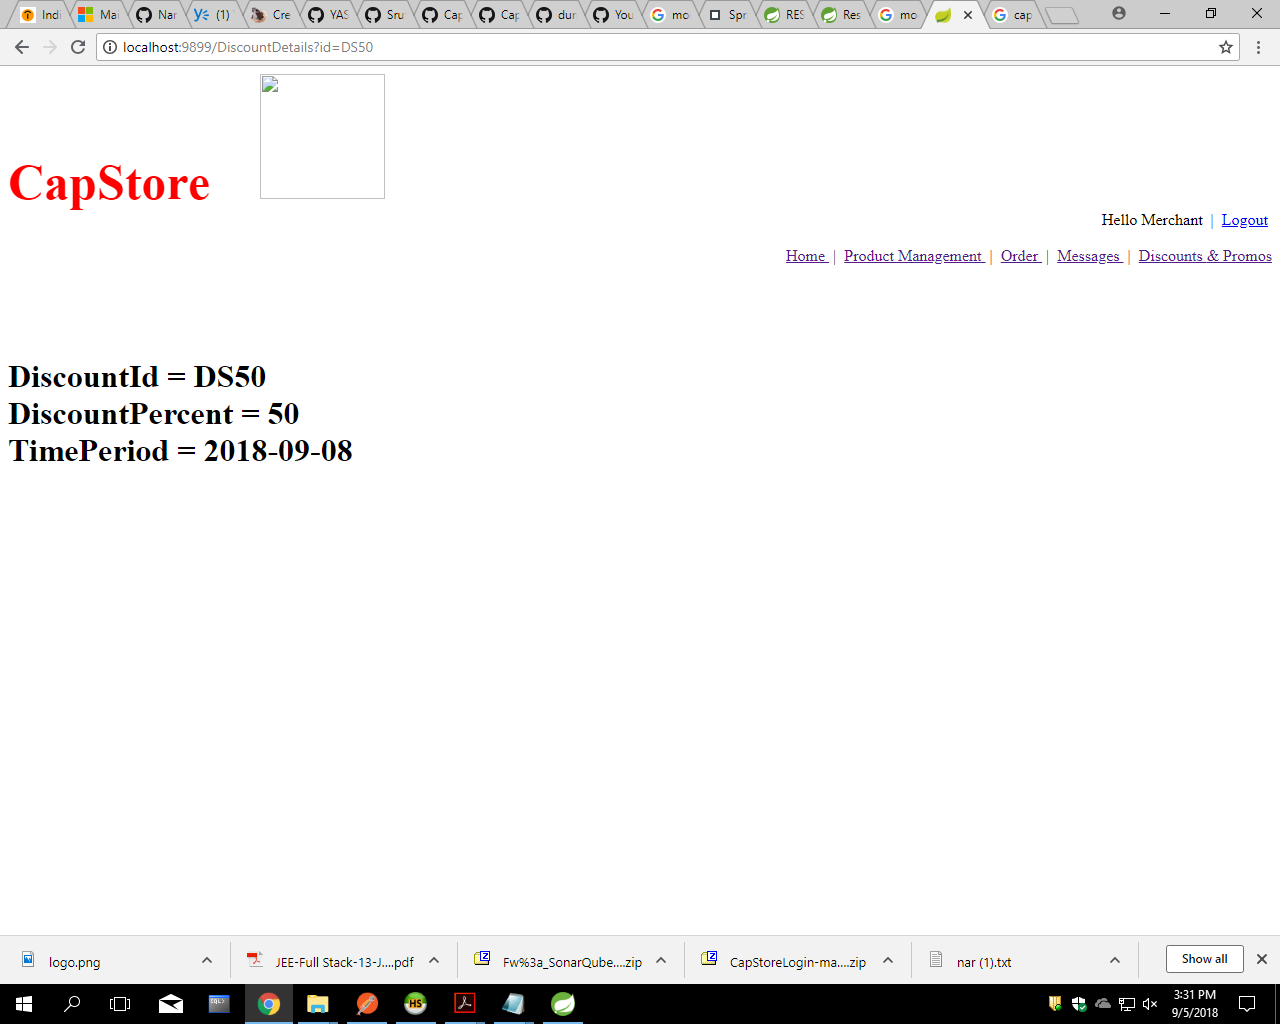 Indi
Mai
Nar
(1)
Cre
YAS
Sru
Cap
Cap
dur
You
mo
Spr
RES
Res
mo
cap
localhost:9899/DiscountDetails?id=DS50
CapStore
Hello Merchant | Logout
Home | Product Management | Order | Messages | Discounts & Promos
DiscountId = DS50
DiscountPercent = 50
TimePeriod = 2018-09-08
logo.png
JEE-Full Stack-13-J....pdf
Fw%3a_SonarQube....zip
CapStoreLogin-ma....zip
nar (1).txt
Show all
HS
3:31 PM
9/5/2018